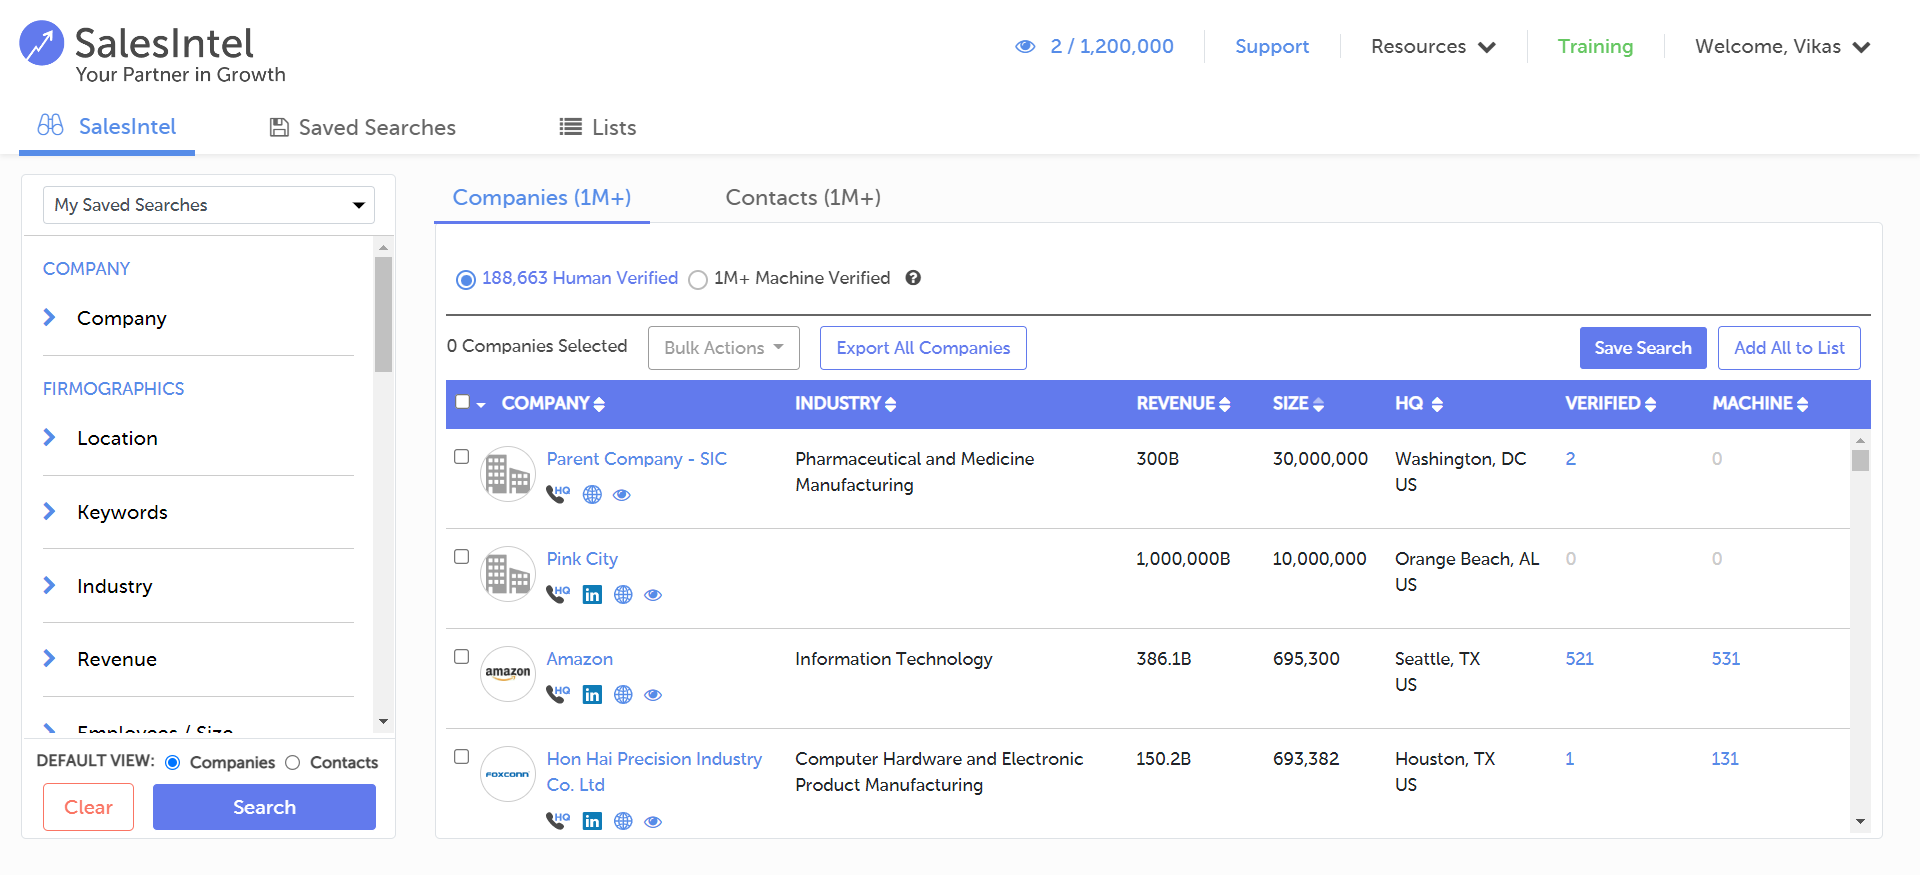 SalesIntel
Your Partner in Growth
2 / 1,200,000
Support
Resources
Training
Welcome, Vikas
SalesIntel
Saved Searches
Lists
My Saved Searches
COMPANY
Company
FIRMOGRAPHICS
Location
Keywords
Industry
Revenue
Employees / Size
DEFAULT VIEW: Companies Contacts
Clear
Search
Companies (1M+)
Contacts (1M+)
188,663 Human Verified
1M+ Machine Verified
?
0 Companies Selected
Bulk Actions
Export All Companies
Save Search
Add All to List
COMPANY INDUSTRY REVENUE SIZE HQ VERIFIED MACHINE
Parent Company - SIC Pharmaceutical and Medicine 300B 30,000,000 Washington, DC 2 0
Manufacturing US
HQ
Pink City 1,000,000B 10,000,000 Orange Beach, AL 0 0
US
HQ in
amazon
Amazon Information Technology 386.1B 695,300 Seattle, TX 521 531
US
HQ in
FOXCONN
Hon Hai Precision Industry Computer Hardware and Electronic 150.2B 693,382 Houston, TX 1 131
Co. Ltd Product Manufacturing US
HQ in